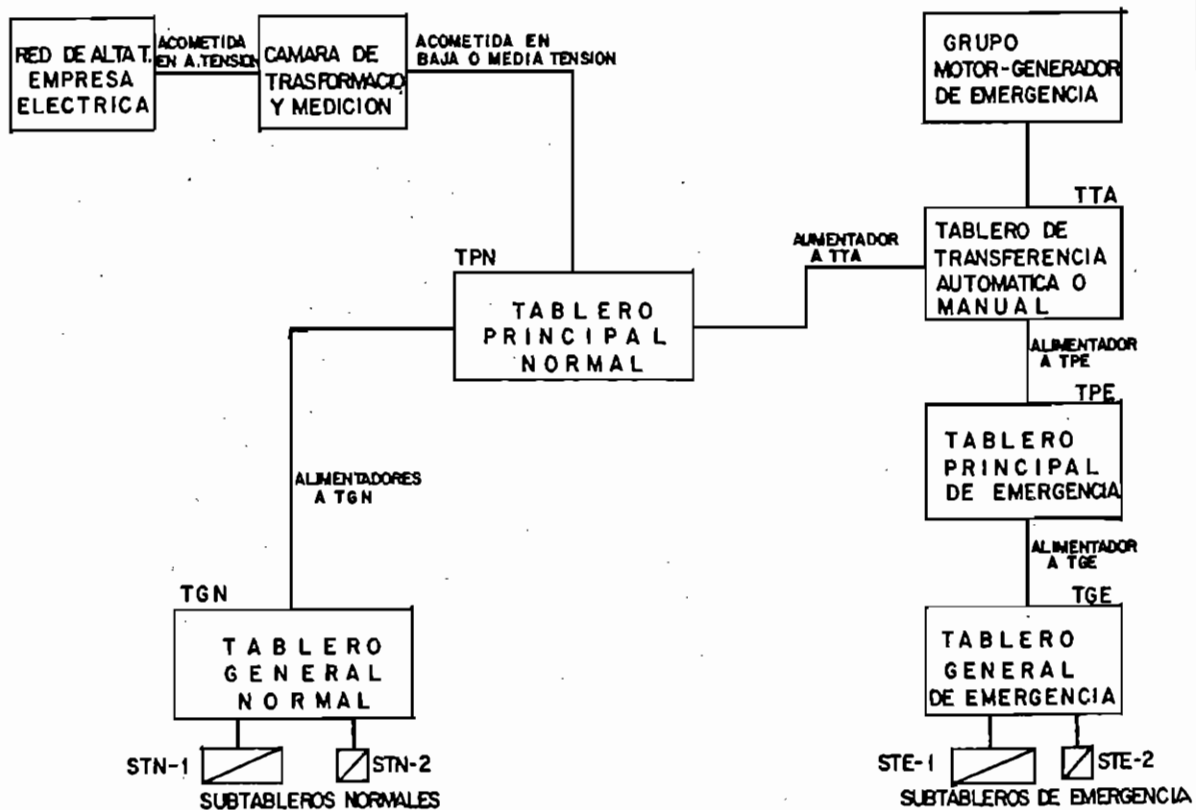 RED DE ALTA T.
EMPRESA
ELECTRICA
ACOMETIDA
EN A. TENSION
CAMARA DE
TRASFORMACIO
Y MEDICION
ACOMETIDA EN
BAJA O MEDIA TENSION
GRUPO
MOTOR-GENERADOR
DE EMERGENCIA
TTA
TABLERO DE
TRANSFERENCIA
AUTOMATICA O
MANUAL
ALIMENTADOR
A TTA
TPN
TABLERO
PRINCIPAL
NORMAL
ALIMENTADOR
A TPE
TPE
TABLERO
PRINCIPAL
DE EMERGENCIA
ALIMENTADORES
A TGN
ALIMENTADOR
A TGE
TGN
TABLERO
GENERAL
NORMAL
TGE
TABLERO
GENERAL
DE EMERGENCIA
STN-1
STN-2
SUBTABLEROS NORMALES
STE-1
STE-2
SUBTABLEROS DE EMERGENCIA